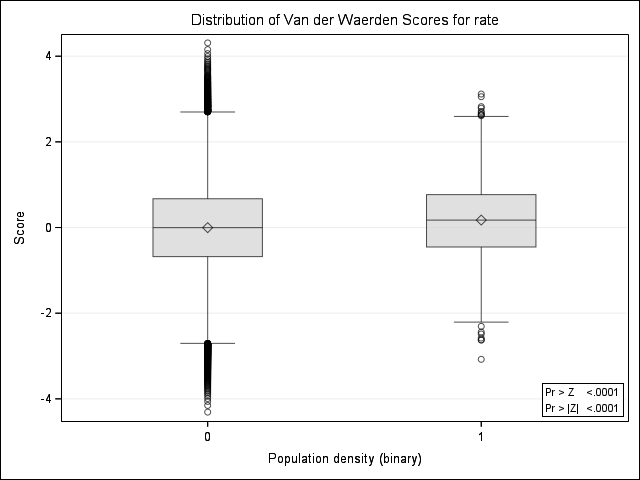 Distribution of Van der Waerden Scores for rate
4
2
0
-2
-4
Score
0
1
Population density (binary)
Pr > Z <.0001
Pr > |Z| <.0001